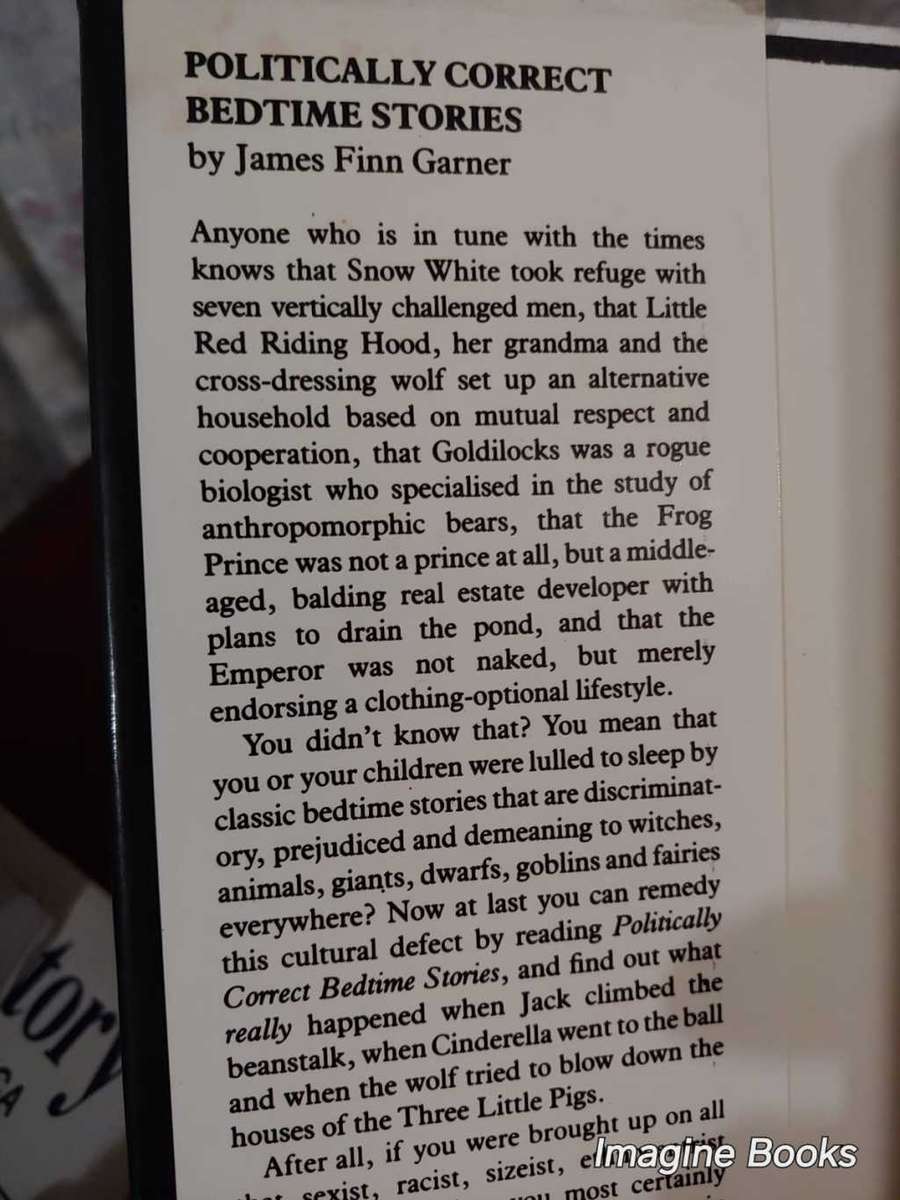 POLITICALLY CORRECT
BEDTIME STORIES
by James Finn Garner
Anyone who is in tune with the times
knows that Snow White took refuge with
seven vertically challenged men, that Little
Red Riding Hood, her grandma and the
cross-dressing wolf set up an alternative
household based on mutual respect and
cooperation, that Goldilocks was a rogue
biologist who specialised in the study of
anthropomorphic bears, that the Frog
Prince was not a prince at all, but a middle-
aged, balding real estate developer with
plans to drain the pond, and that the
Emperor was not naked, but merely
endorsing a clothing-optional lifestyle.
You didn't know that? You mean that
you or your children were lulled to sleep by
classic bedtime stories that are discriminat-
ory, prejudiced and demeaning to witches,
animals, giants, dwarfs, goblins and fairies
everywhere? Now at last you can remedy
this cultural defect by reading Politically
Correct Bedtime Stories, and find out what
really happened when Jack climbed the
beanstalk, when Cinderella went to the ball
and when the wolf tried to blow down the
houses of the Three Little Pigs.
After all, if you were brought up on all
sexist, racist, sizeist,
you most certainly
tory
Imagine Books